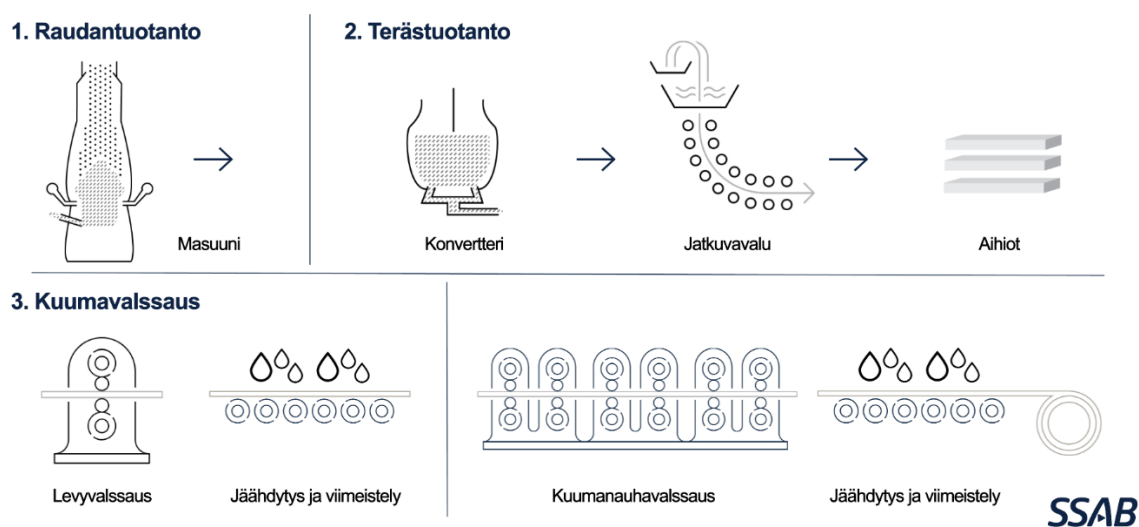 1. Raudantuotanto
2. Terästuotanto
Masuuni
Konvertteri
Jatkuvavalu
Aihiot
3. Kuumavalssaus
Levyvalssaus
Jäähdytys ja viimeistely
Kuumanauhavalssaus
Jäähdytys ja viimeistely
SSAB